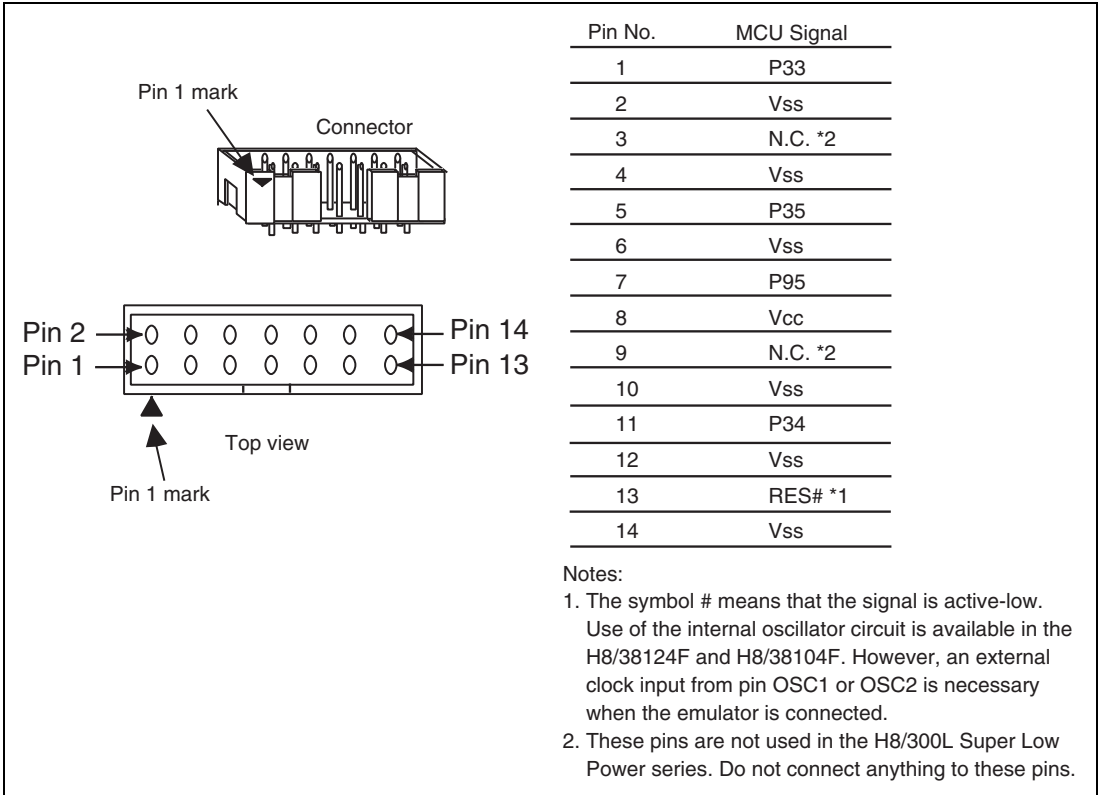 Pin 1 mark
Connector
Pin 2
Pin 14
Pin 1
Pin 13
Top view
Pin 1 mark
Pin No. MCU Signal
1 P33
2 Vss
3 N.C. *2
4 Vss
5 P35
6 Vss
7 P95
8 Vcc
9 N.C. *2
10 Vss
11 P34
12 Vss
13 RES# *1
14 Vss
Notes:
1. The symbol # means that the signal is active-low.
Use of the internal oscillator circuit is available in the
H8/38124F and H8/38104F. However, an external
clock input from pin OSC1 or OSC2 is necessary
when the emulator is connected.
2. These pins are not used in the H8/300L Super Low
Power series. Do not connect anything to these pins.